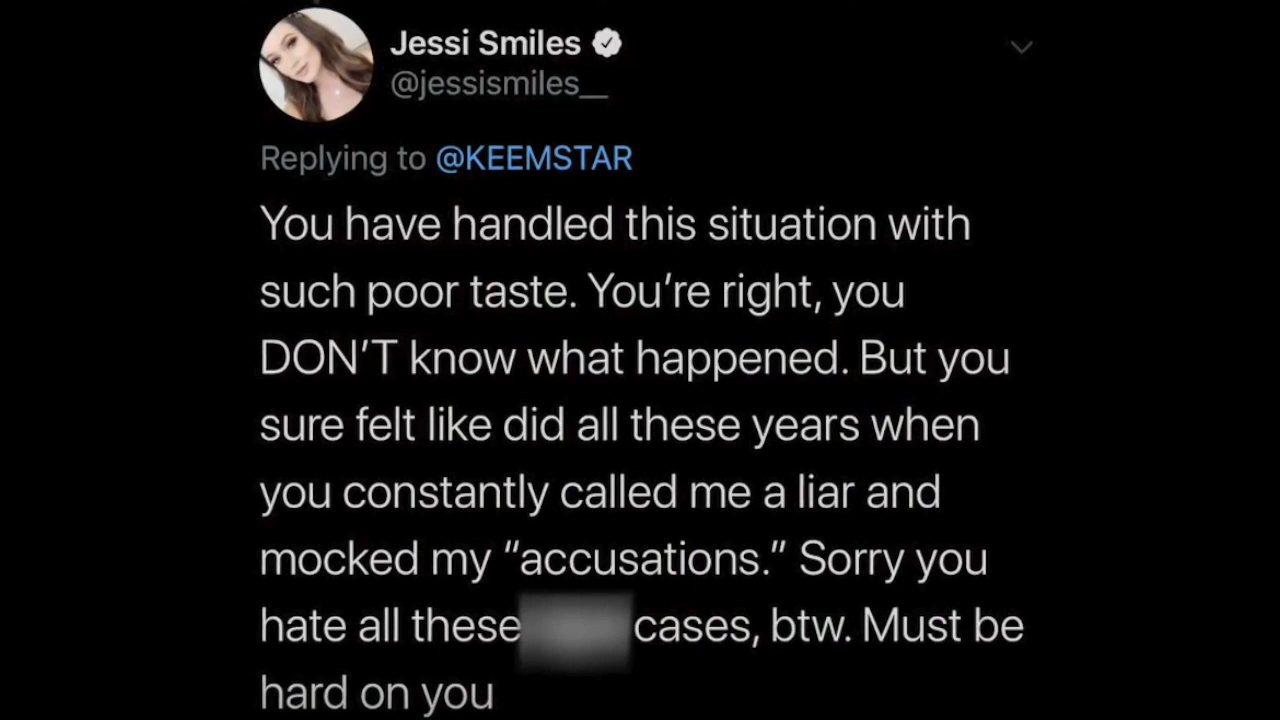 Jessi Smiles
@jessismiles__
Replying to @KEEMSTAR
You have handled this situation with
such poor taste. You’re right, you
DON’T know what happened. But you
sure felt like did all these years when
you constantly called me a liar and
mocked my “accusations.” Sorry you
hate all these cases, btw. Must be
hard on you